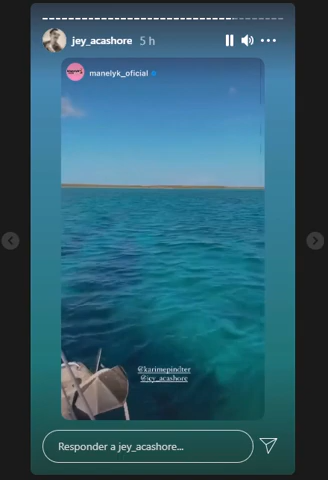 jey_acashore 5 h
manelyk_oficial
@karimepindter
@jey_acashore
Responder a jey_acashore...